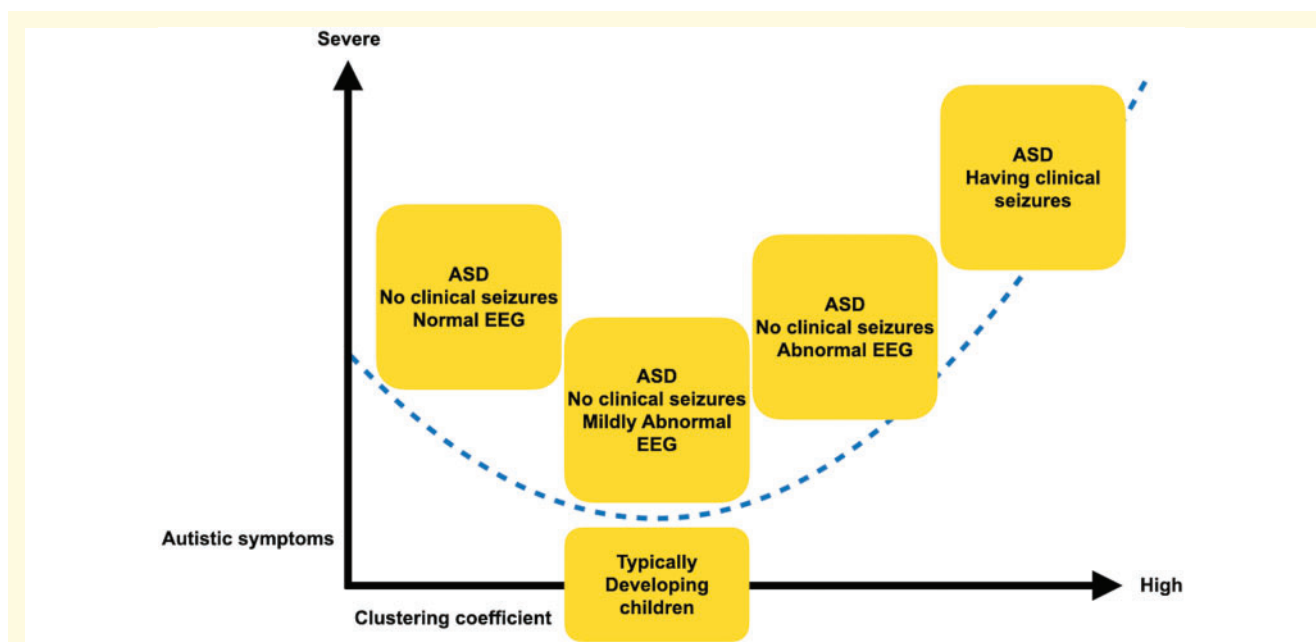 Severe
ASD
Having clinical
seizures
ASD
No clinical seizures
Normal EEG
ASD
No clinical seizures
Abnormal EEG
ASD
No clinical seizures
Mildly Abnormal
EEG
Autistic symptoms
Typically
Developing
children
High
Clustering coefficient